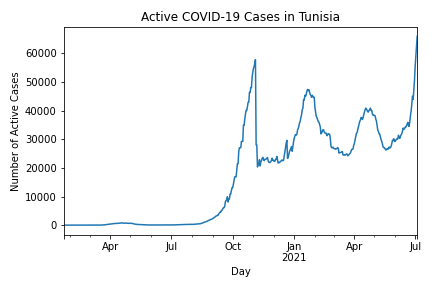 Active COVID-19 Cases in Tunisia
Number of Active Cases
60000
50000
40000
30000
20000
10000
0
Apr
Jul
Oct
Jan
2021
Apr
Jul
Day